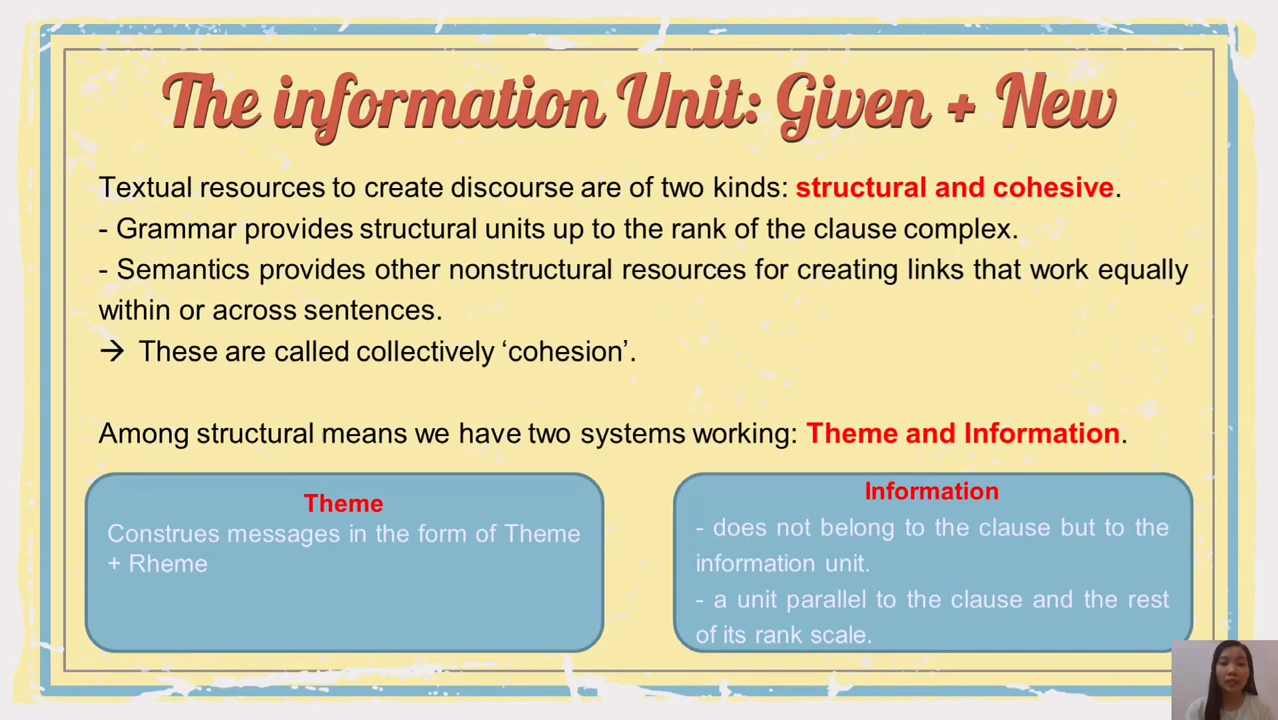 The information Unit: Given + New
Textual resources to create discourse are of two kinds: structural and cohesive.
- Grammar provides structural units up to the rank of the clause complex.
- Semantics provides other nonstructural resources for creating links that work equally
within or across sentences.
→ These are called collectively ‘cohesion’.
Among structural means we have two systems working: Theme and Information.
Theme
Construes messages in the form of Theme
+ Rheme
Information
- does not belong to the clause but to the
information unit.
- a unit parallel to the clause and the rest
of its rank scale.